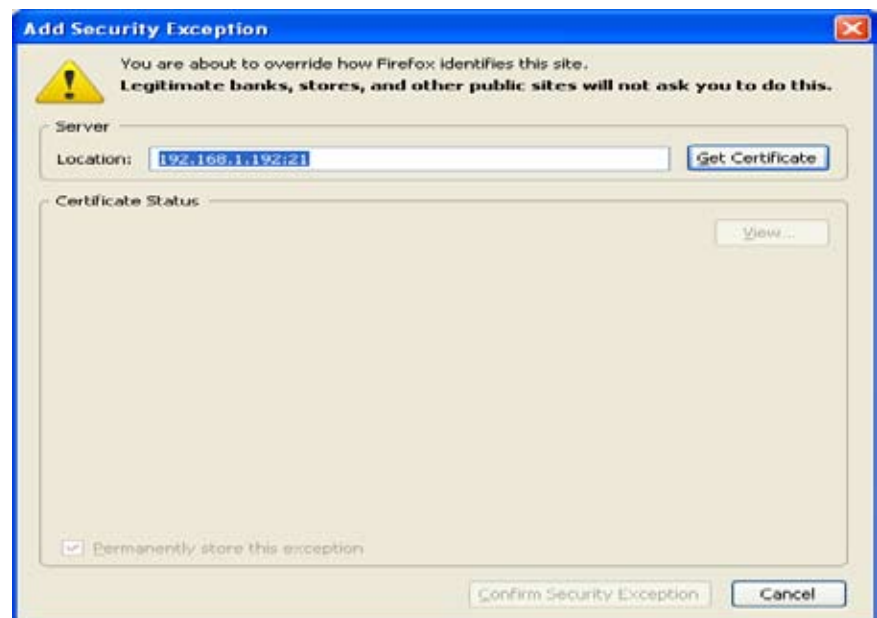 Add Security Exception
You are about to override how Firefox identifies this site.
Legitimate banks, stores, and other public sites will not ask you to do this.
Server
Location: 192.168.1.192:21 Get Certificate
Certificate Status
View...
Permanently store this exception
Confirm Security Exception Cancel